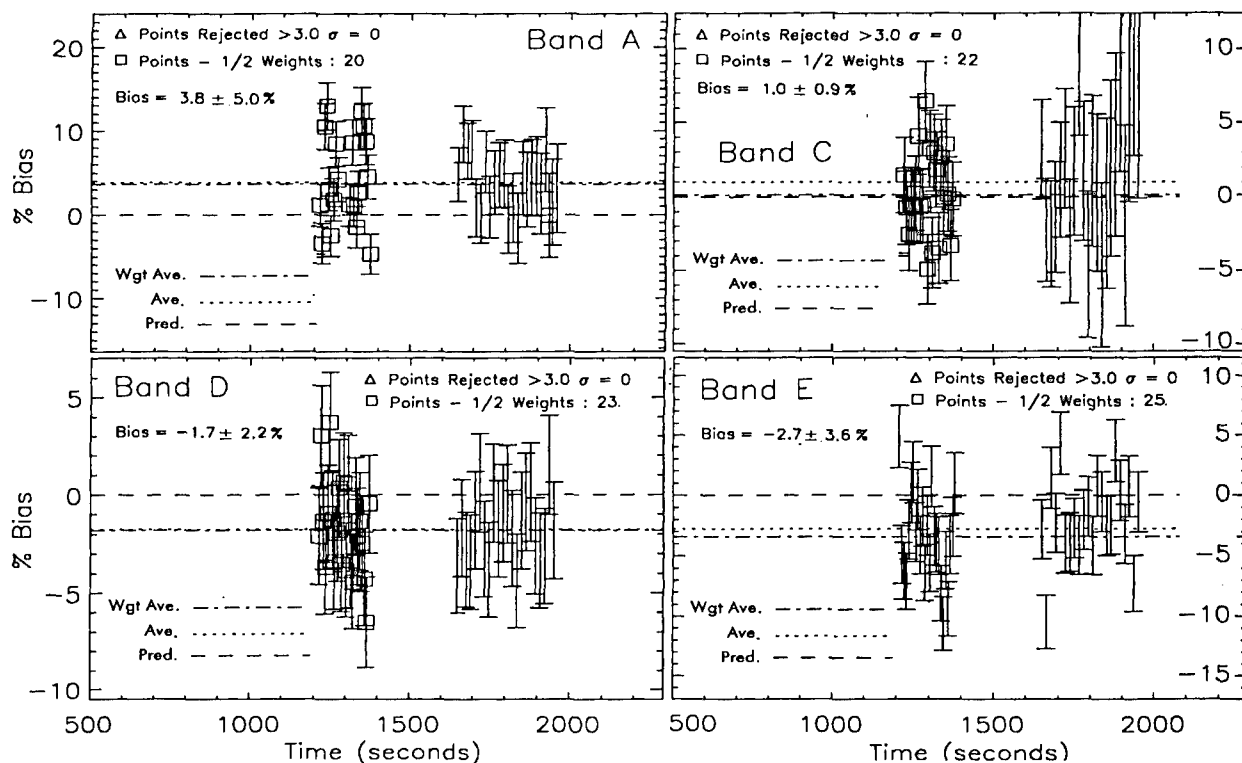 20
10
0
−10
% Bias
△ Points Rejected >3.0 σ = 0
□ Points − 1/2 Weights : 20
Bias = 3.8 ± 5.0%
Band A
Wgt Ave.
Ave.
Pred.
△ Points Rejected >3.0 σ = 0
□ Points − 1/2 Weights : 22
Bias = 1.0 ± 0.9%
Band C
Wgt Ave.
Ave.
Pred.
10
5
0
−5
−10
5
0
−5
−10
% Bias
Band D
△ Points Rejected >3.0 σ = 0
□ Points − 1/2 Weights : 23.
Bias = −1.7 ± 2.2%
Wgt Ave.
Ave.
Pred.
500 1000 1500 2000
Time (seconds)
Band E
△ Points Rejected >3.0 σ = 0
□ Points − 1/2 Weights : 25.
Bias = −2.7 ± 3.6%
Wgt Ave.
Ave.
Pred.
10
5
0
−5
−10
−15
500 1000 1500 2000
Time (seconds)